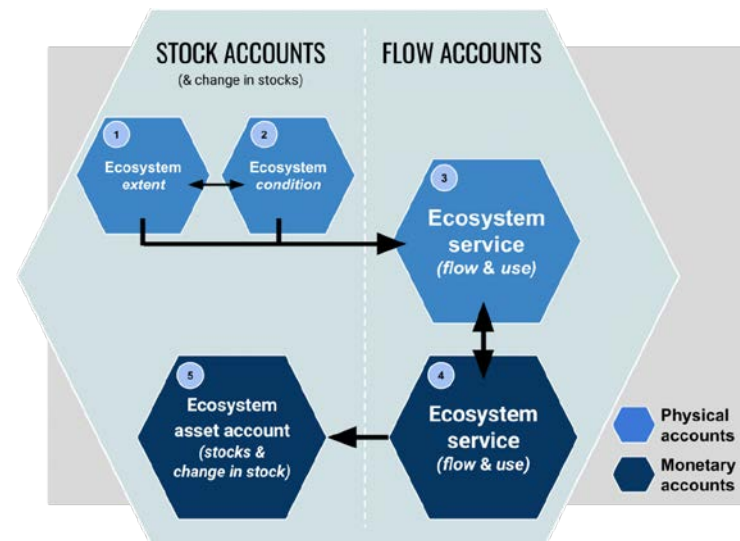 STOCK ACCOUNTS
(& change in stocks)
FLOW ACCOUNTS
1
Ecosystem
extent
2
Ecosystem
condition
3
Ecosystem
service
(flow & use)
5
Ecosystem
asset account
(stocks &
change in stock)
4
Ecosystem
service
(flow & use)
Physical
accounts
Monetary
accounts